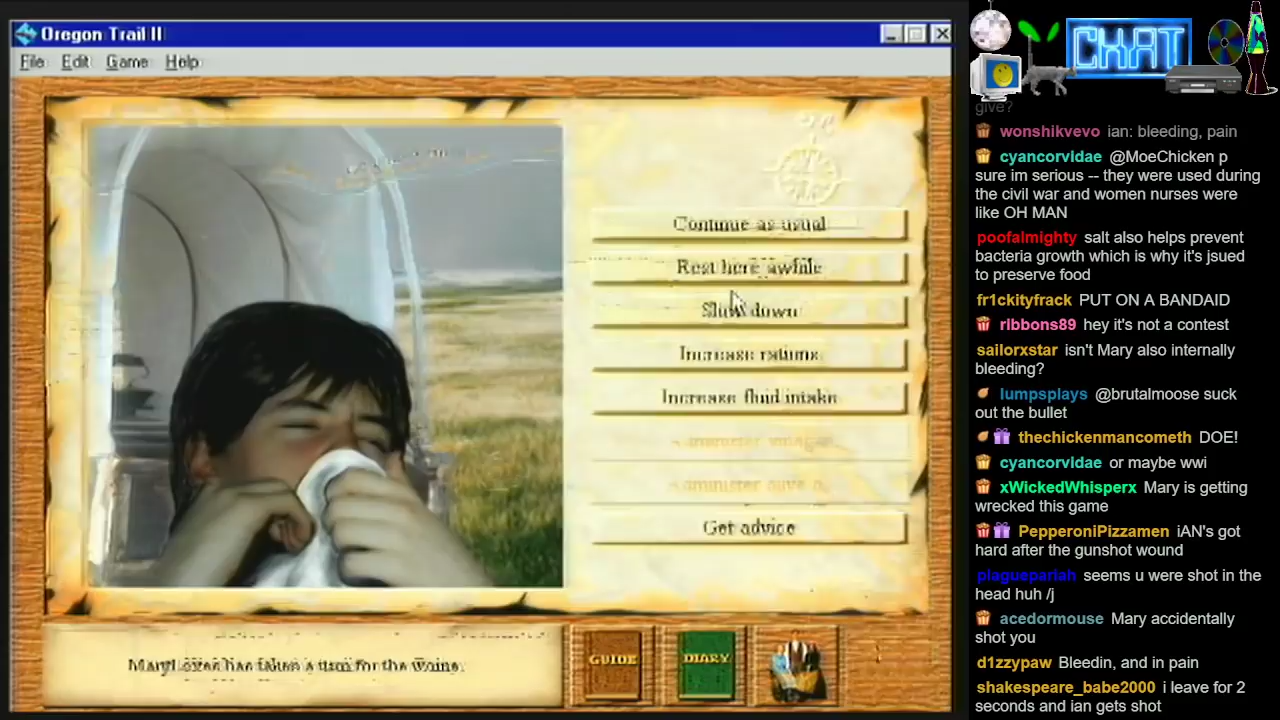 Oregon Trail II
File Edit Game Help
Continue as usual
Rest here awhile
Slow down
Increase rations
Increase fluid intake
Get advice
has taken a turn for the
GUIDE
DIARY
CHAT
give?
wonshikvevo ian: bleeding, pain
cyancorvidae @MoeChicken p
sure im serious -- they were used during
the civil war and women nurses were
like OH MAN
poofalmighty salt also helps prevent
bacteria growth which is why it's jsued
to preserve food
fr1ckityfrack PUT ON A BANDAID
ribbons89 hey it's not a contest
sailorxstar isn't Mary also internally
bleeding?
lumpsplays @brutalmoose suck
out the bullet
thechickenmancometh DOE!
cyancorvidae or maybe wwi
xWickedWhisperx Mary is getting
wrecked this game
PepperoniPizzamen iAN's got
hard after the gunshot wound
plaguepariah seems u were shot in the
head huh /j
acedormouse Mary accidentally
shot you
d1zzypaw Bleedin, and in pain
shakespeare_babe2000 i leave for 2
seconds and ian gets shot